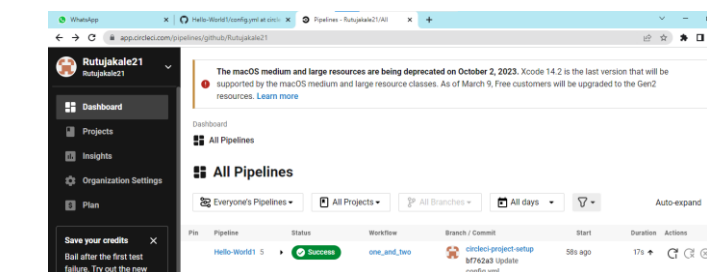 WhatsApp
Hello-World1/config.yml at circle
Pipelines - Rutujakale21/All
app.circleci.com/pipelines/github/Rutujakale21
Rutujakale21
Rutujakale21
Dashboard
Projects
Insights
Organization Settings
Plan
Save your credits
Bail after the first test
failure. Try out the new
The macOS medium and large resources are being deprecated on October 2, 2023. Xcode 14.2 is the last version that will be
supported by the macOS medium and large resource classes. As of March 9, Free customers will be upgraded to the Gen2
resources. Learn more
Dashboard
All Pipelines
All Pipelines
Everyone's Pipelines
All Projects
All Branches
All days
Auto-expand
Pin Pipeline Status Workflow Branch / Commit Start Duration Actions
Hello-World1 5 Success one_and_two circleci-project-setup 58s ago 17s
bf762a3 Update
config.yml